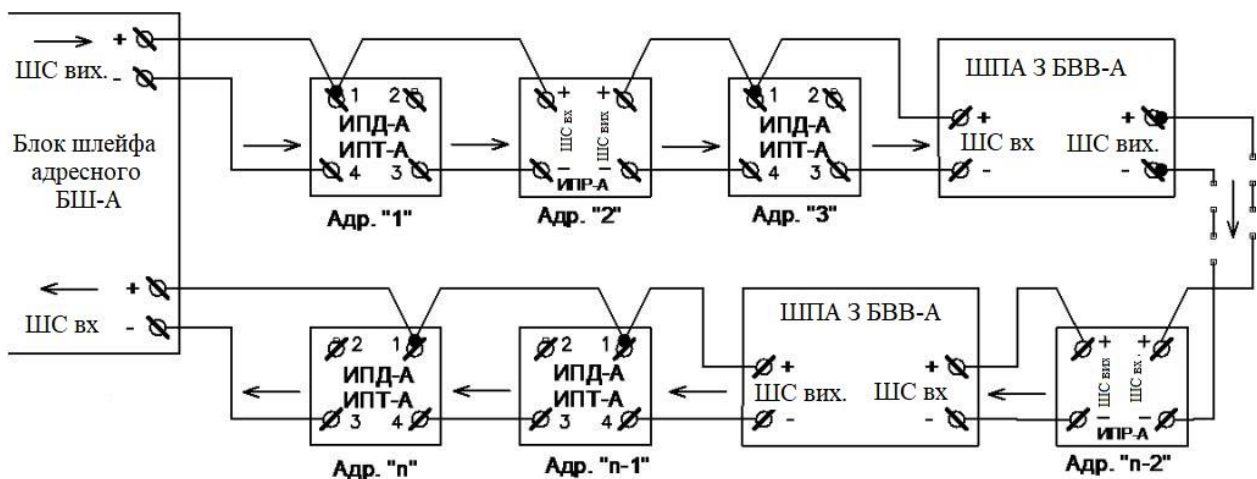 +
ШС вих.
-
Блок шлейфа
адресного
БШ-А
+
ШС вх
-
1 2
ИПД-А
ИПТ-А
4 3
Адр. "1"
+ +
ШС вх ШС вих
- -
ИПР-А
Адр. "2"
1 2
ИПД-А
ИПТ-А
4 3
Адр. "3"
ШПА З БВВ-А
+ +
ШС вх ШС вих.
- -
2 1
ИПД-А
ИПТ-А
3 4
Адр. "n"
2 1
ИПД-А
ИПТ-А
3 4
Адр. "n-1"
ШПА З БВВ-А
+ +
ШС вих. ШС вх
- -
+ +
ШС вих ШС вх .
- -
ИПР-А
Адр. "n-2"